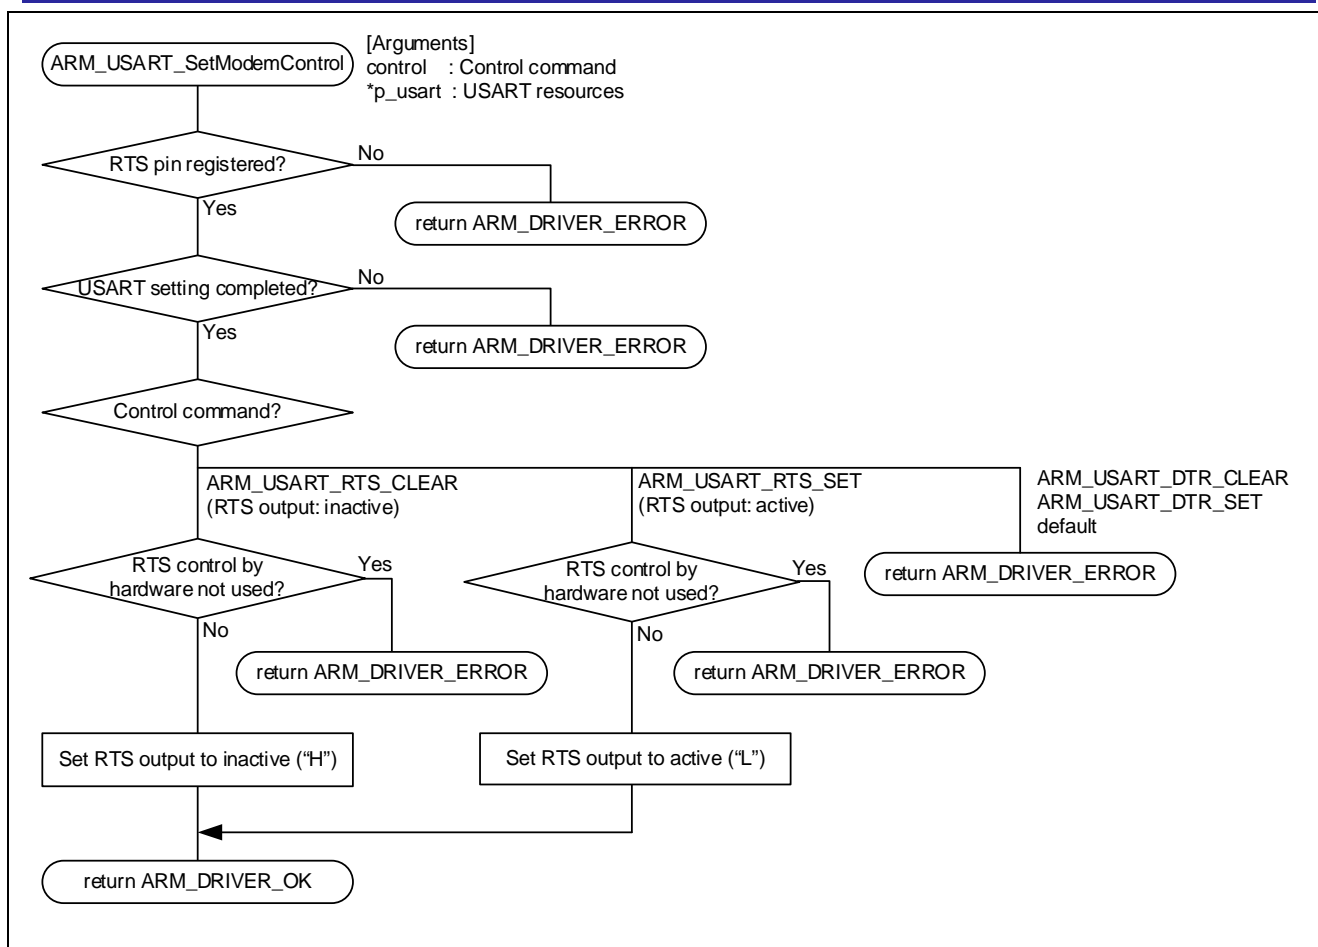 ARM_USART_SetModemControl
[Arguments]
control : Control command
*p_usart : USART resources
RTS pin registered?
No
Yes
return ARM_DRIVER_ERROR
USART setting completed?
No
Yes
return ARM_DRIVER_ERROR
Control command?
ARM_USART_RTS_CLEAR
(RTS output: inactive)
ARM_USART_RTS_SET
(RTS output: active)
ARM_USART_DTR_CLEAR
ARM_USART_DTR_SET
default
RTS control by
hardware not used?
Yes
No
RTS control by
hardware not used?
Yes
No
return ARM_DRIVER_ERROR
return ARM_DRIVER_ERROR
return ARM_DRIVER_ERROR
Set RTS output to inactive (“H”)
Set RTS output to active (“L”)
return ARM_DRIVER_OK